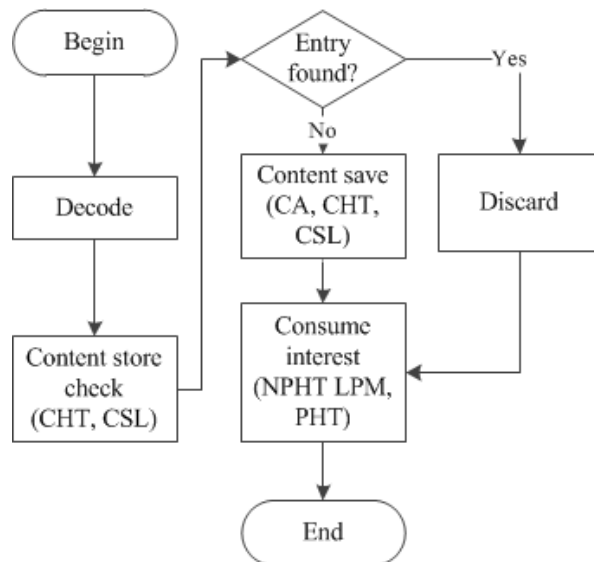 Begin
Decode
Content store
check
(CHT, CSL)
Entry
found?
Yes
No
Content save
(CA, CHT,
CSL)
Discard
Consume
interest
(NPHT LPM,
PHT)
End